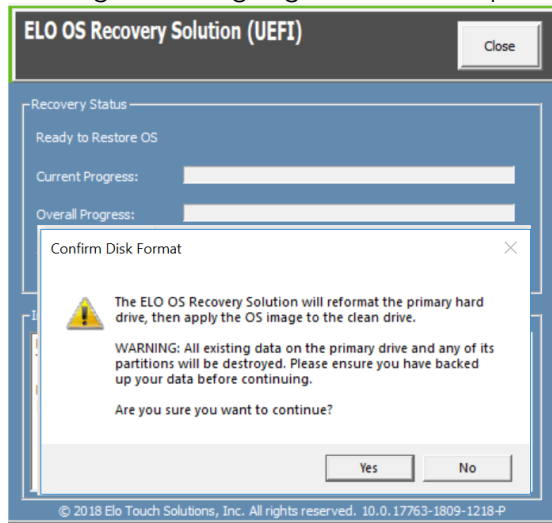 ELO OS Recovery Solution (UEFI)
Close
Recovery Status
Ready to Restore OS
Current Progress:
Overall Progress:
Confirm Disk Format
The ELO OS Recovery Solution will reformat the primary hard
drive, then apply the OS image to the clean drive.
WARNING: All existing data on the primary drive and any of its
partitions will be destroyed. Please ensure you have backed
up your data before continuing.
Are you sure you want to continue?
Yes
No
© 2018 Elo Touch Solutions, Inc. All rights reserved. 10.0.17763-1809-1218-P